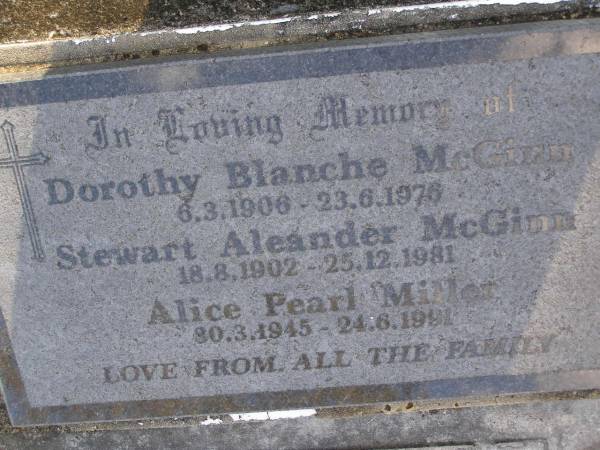 In Loving Memory of
Dorothy Blanche McGinn
6.3.1906 - 23.6.1976
Stewart Aleander McGinn
18.8.1902 - 25.12.1981
Alice Pearl Miller
30.3.1945 - 24.6.1991
LOVE FROM ALL THE FAMILY